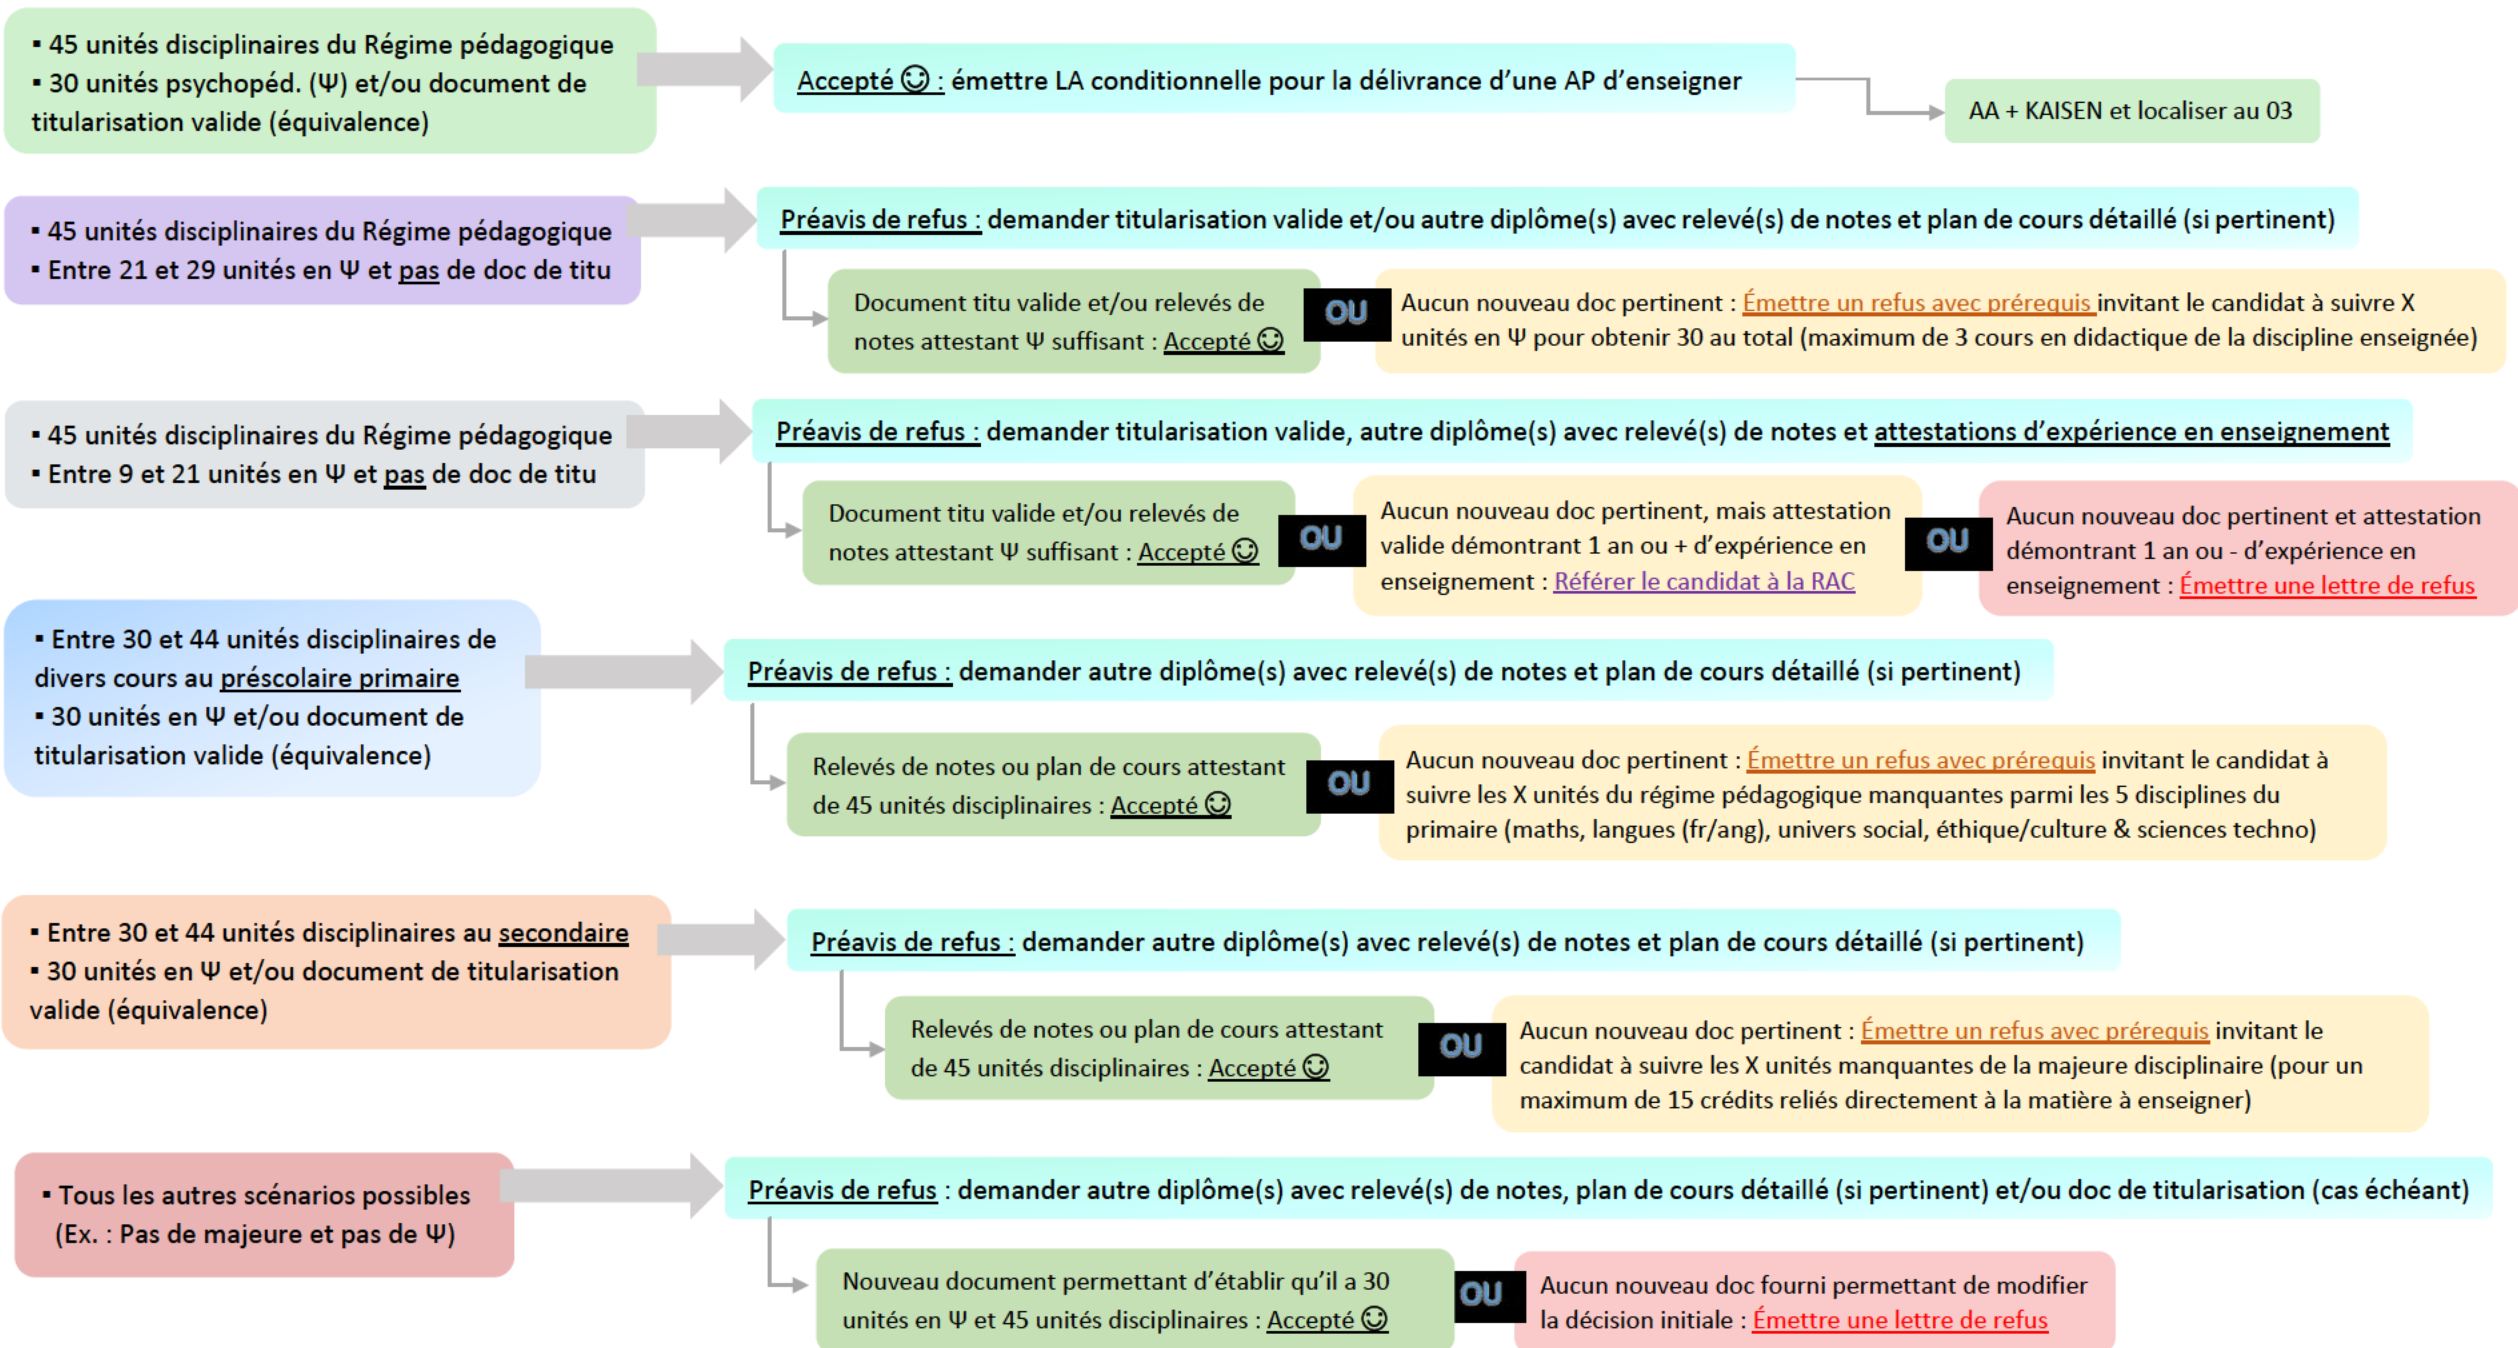 ▪ 45 unités disciplinaires du Régime pédagogique
▪ 30 unités psychopéd. (Ψ) et/ou document de
titularisation valide (équivalence)
Accepté ☺ : émettre LA conditionnelle pour la délivrance d’une AP d’enseigner
AA + KAISEN et localiser au 03
▪ 45 unités disciplinaires du Régime pédagogique
▪ Entre 21 et 29 unités en Ψ et pas de doc de titu
Préavis de refus : demander titularisation valide et/ou autre diplôme(s) avec relevé(s) de notes et plan de cours détaillé (si pertinent)
Document titu valide et/ou relevés de
notes attestant Ψ suffisant : Accepté ☺
OU
Aucun nouveau doc pertinent : Émettre un refus avec prérequis invitant le candidat à suivre X
unités en Ψ pour obtenir 30 au total (maximum de 3 cours en didactique de la discipline enseignée)
▪ 45 unités disciplinaires du Régime pédagogique
▪ Entre 9 et 21 unités en Ψ et pas de doc de titu
Préavis de refus : demander titularisation valide, autre diplôme(s) avec relevé(s) de notes et attestations d’expérience en enseignement
Document titu valide et/ou relevés de
notes attestant Ψ suffisant : Accepté ☺
OU
Aucun nouveau doc pertinent, mais attestation
valide démontrant 1 an ou + d’expérience en
enseignement : Référer le candidat à la RAC
OU
Aucun nouveau doc pertinent et attestation
démontrant 1 an ou - d’expérience en
enseignement : Émettre une lettre de refus
▪ Entre 30 et 44 unités disciplinaires de
divers cours au préscolaire primaire
▪ 30 unités en Ψ et/ou document de
titularisation valide (équivalence)
Préavis de refus : demander autre diplôme(s) avec relevé(s) de notes et plan de cours détaillé (si pertinent)
Relevés de notes ou plan de cours attestant
de 45 unités disciplinaires : Accepté ☺
OU
Aucun nouveau doc pertinent : Émettre un refus avec prérequis invitant le candidat à
suivre les X unités du régime pédagogique manquantes parmi les 5 disciplines du
primaire (maths, langues (fr/ang), univers social, éthique/culture & sciences techno)
▪ Entre 30 et 44 unités disciplinaires au secondaire
▪ 30 unités en Ψ et/ou document de titularisation
valide (équivalence)
Préavis de refus : demander autre diplôme(s) avec relevé(s) de notes et plan de cours détaillé (si pertinent)
Relevés de notes ou plan de cours attestant
de 45 unités disciplinaires : Accepté ☺
OU
Aucun nouveau doc pertinent : Émettre un refus avec prérequis invitant le
candidat à suivre les X unités manquantes de la majeure disciplinaire (pour un
maximum de 15 crédits reliés directement à la matière à enseigner)
▪ Tous les autres scénarios possibles
(Ex. : Pas de majeure et pas de Ψ)
Préavis de refus : demander autre diplôme(s) avec relevé(s) de notes, plan de cours détaillé (si pertinent) et/ou doc de titularisation (cas échéant)
Nouveau document permettant d’établir qu’il a 30
unités en Ψ et 45 unités disciplinaires : Accepté ☺
OU
Aucun nouveau doc fourni permettant de modifier
la décision initiale : Émettre une lettre de refus